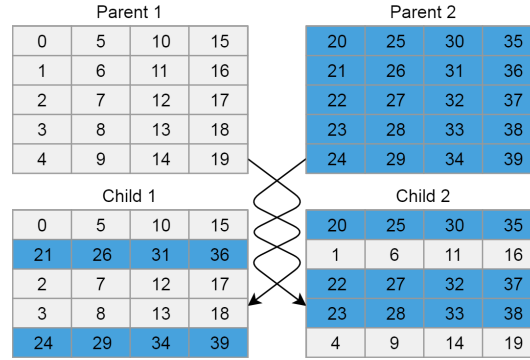 Parent 1
0 5 10 15
1 6 11 16
2 7 12 17
3 8 13 18
4 9 14 19
Parent 2
20 25 30 35
21 26 31 36
22 27 32 37
23 28 33 38
24 29 34 39
Child 1
0 5 10 15
21 26 31 36
2 7 12 17
3 8 13 18
24 29 34 39
Child 2
20 25 30 35
1 6 11 16
22 27 32 37
23 28 33 38
4 9 14 19